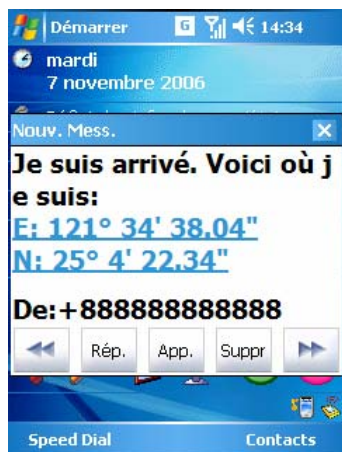 Démarrer G 14:34
mardi
7 novembre 2006
Nouv. Mess.
Je suis arrivé. Voici où j
e suis:
E: 121° 34' 38.04"
N: 25° 4' 22.34"
De:+888888888888
Rép. App. Suppr
Speed Dial Contacts